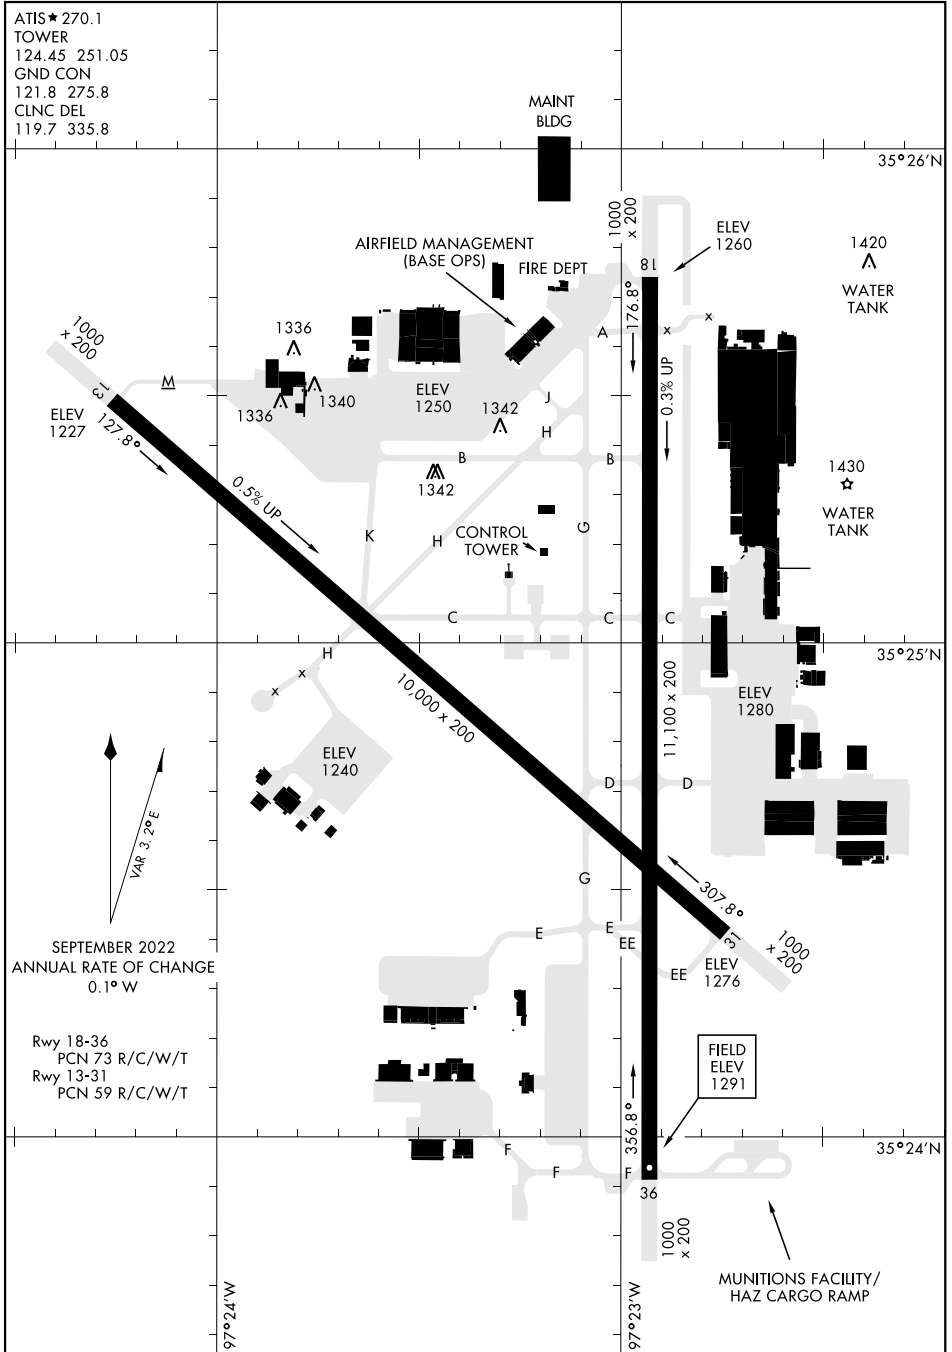 ATIS★ 270.1
TOWER
124.45 251.05
GND CON
121.8 275.8
CLNC DEL
119.7 335.8
MAINT
BLDG
35°26'N
1000
x 200
ELEV
1260
1420
WATER
TANK
AIRFIELD MANAGEMENT
(BASE OPS)
FIRE DEPT
18
176.8°
A
x
x
0.3% UP
1000
x 200
1336
M
1336
1340
ELEV
1250
1342
J
H
13
ELEV
1227
127.8°
B
B
1342
1430
WATER
TANK
0.5% UP
K
H
G
CONTROL
TOWER
C
C
C
35°25'N
H
x
x
10,000 x 200
11,100 x 200
ELEV
1280
ELEV
1240
D
D
VAR 3.2°E
G
307.8°
31
1000
x 200
E
E
EE
EE
ELEV
1276
SEPTEMBER 2022
ANNUAL RATE OF CHANGE
0.1° W
Rwy 18-36
PCN 73 R/C/W/T
Rwy 13-31
PCN 59 R/C/W/T
FIELD
ELEV
1291
356.8°
35°24'N
F
F
F
36
1000
x 200
MUNITIONS FACILITY/
HAZ CARGO RAMP
97°24'W
97°23'W